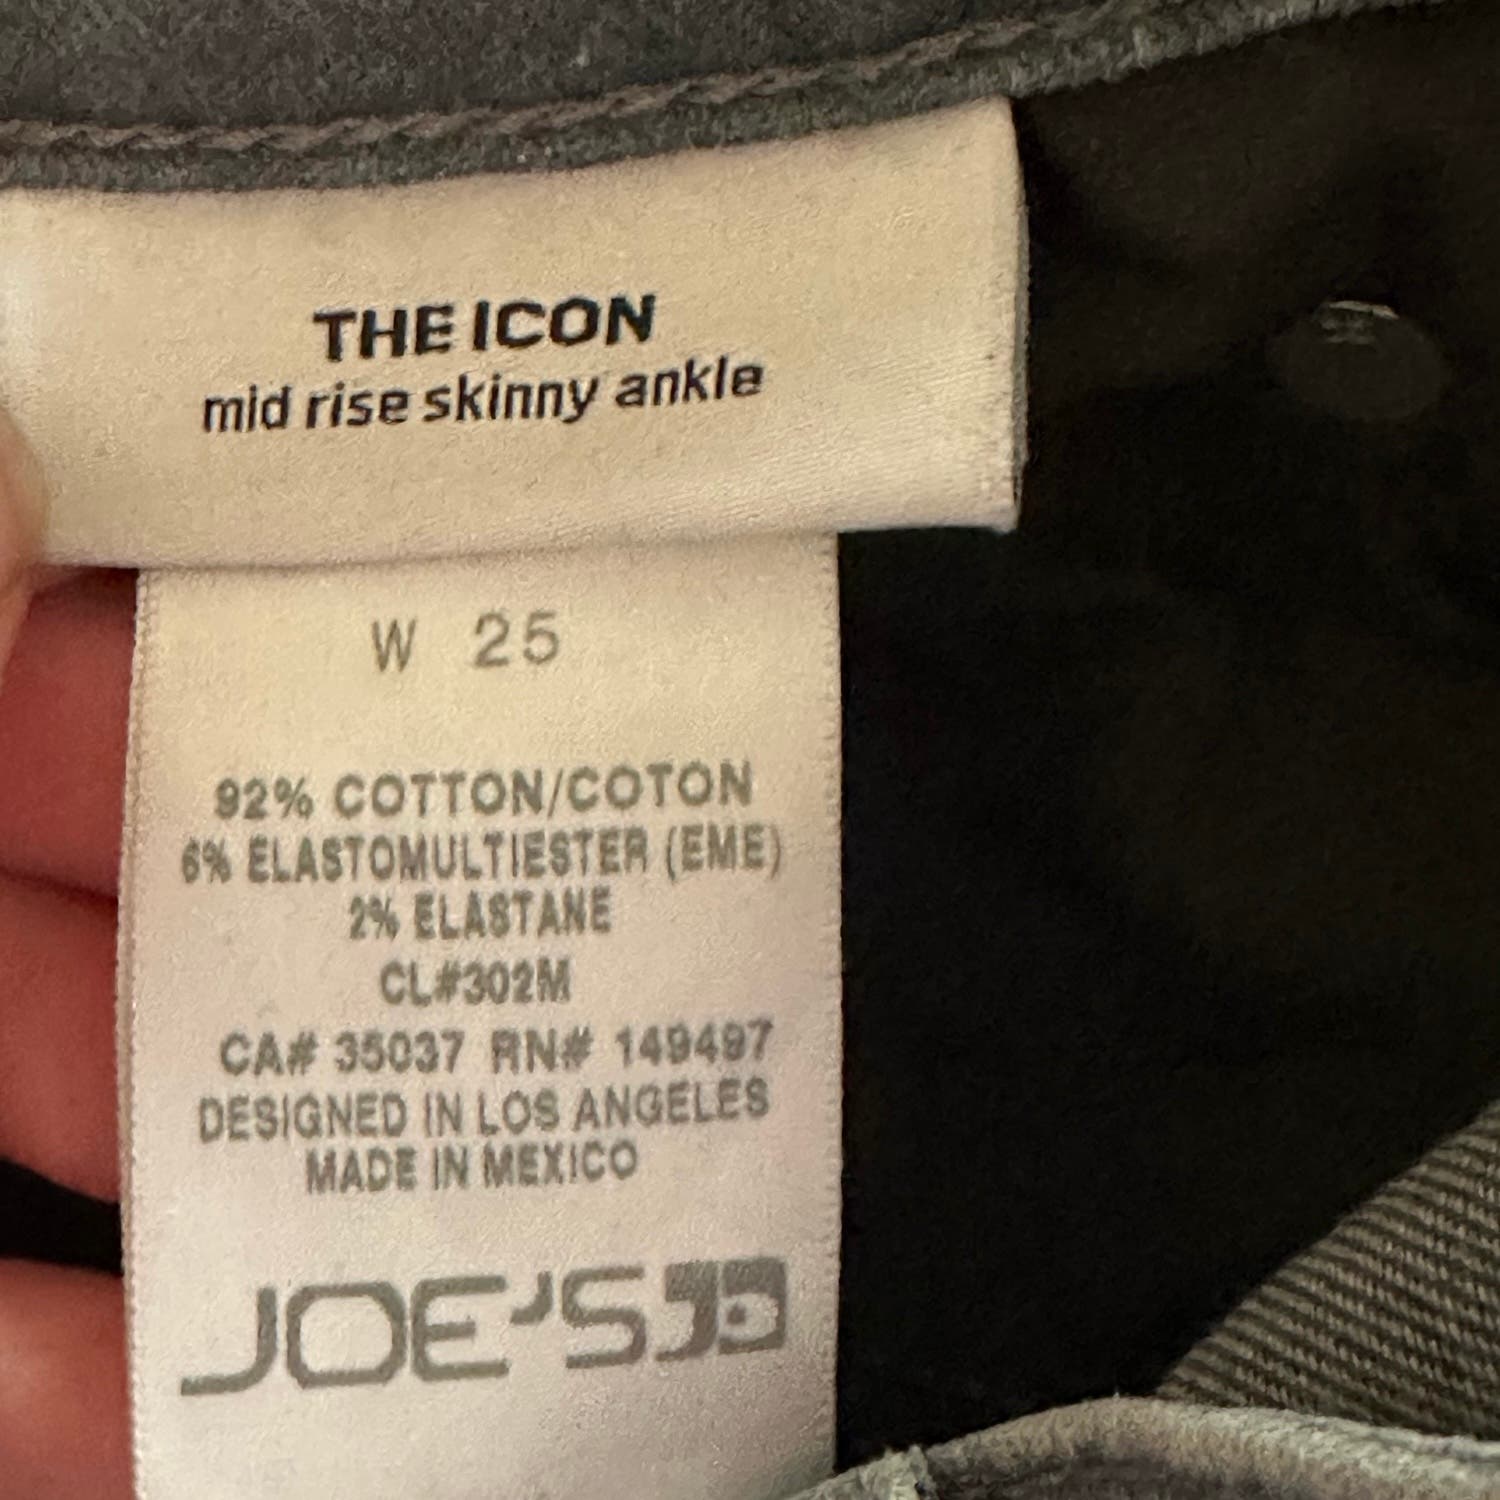 THE ICON
mid rise skinny ankle
W 25
92% COTTON/COTON
6% ELASTOMULTIESTER (EME)
2% ELASTANE
CL#302M
CA# 35037 RN# 149497
DESIGNED IN LOS ANGELES
MADE IN MEXICO
JOE'S